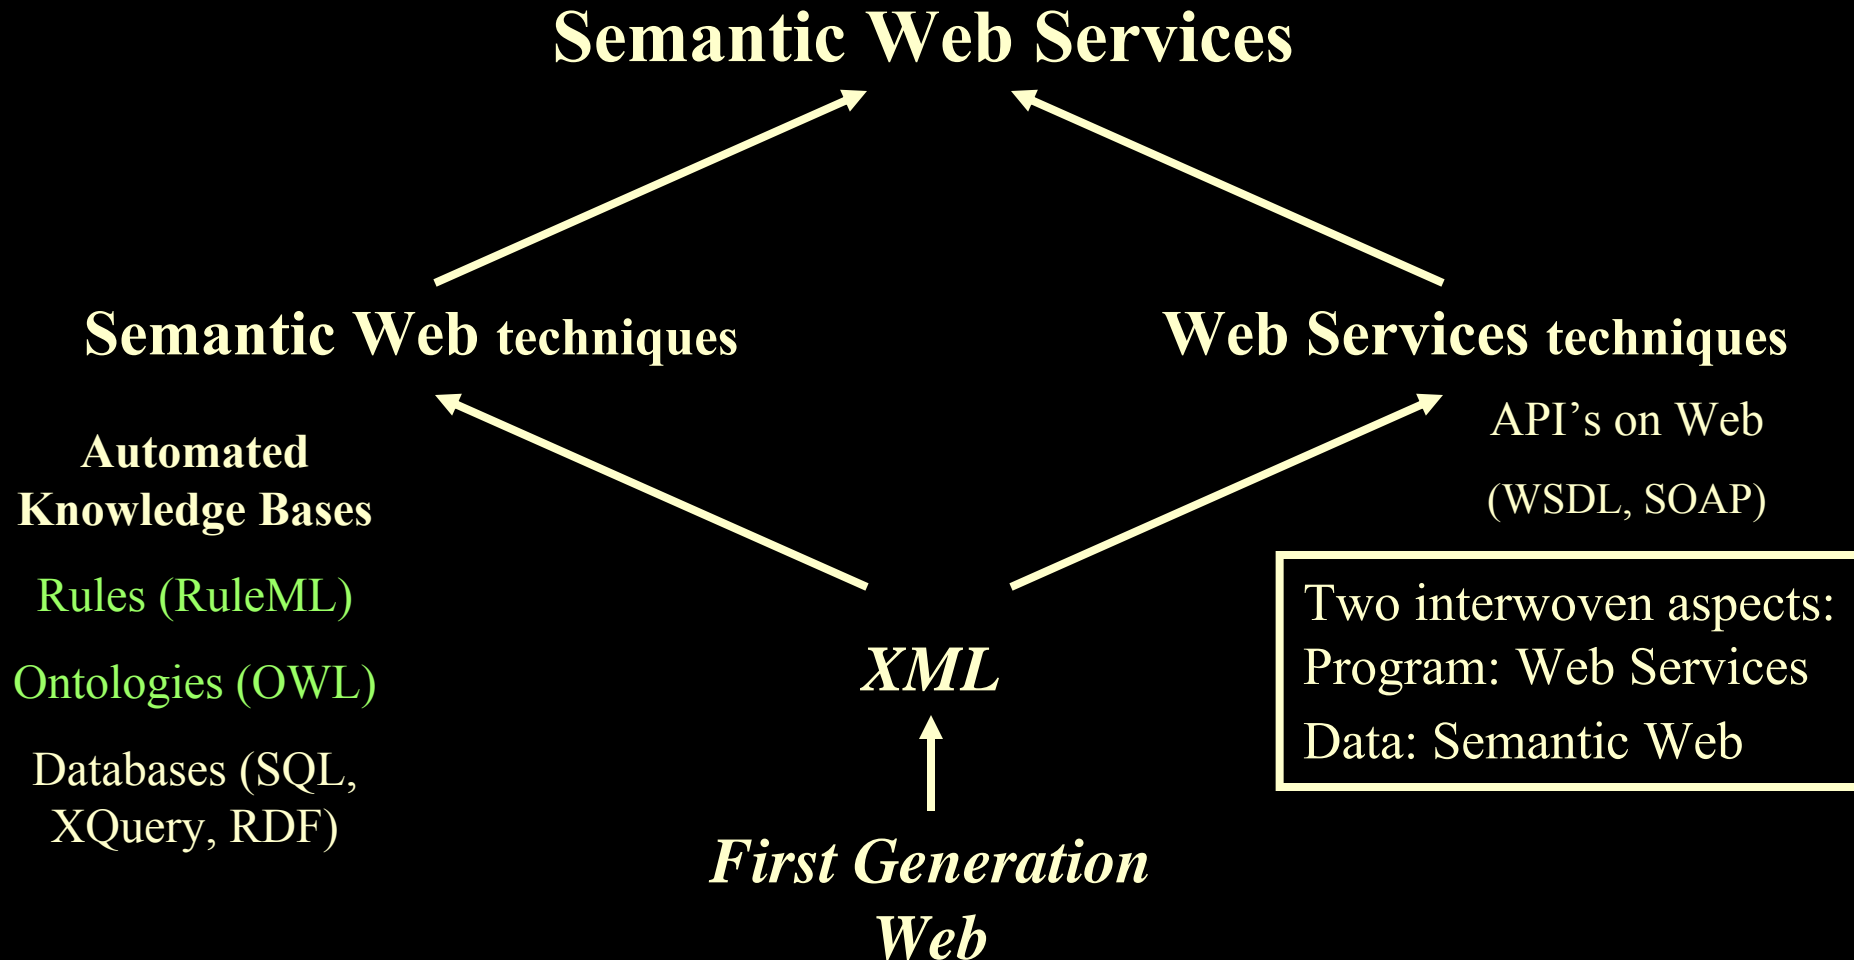 Semantic Web Services
Semantic Web techniques
Web Services techniques
Automated
Knowledge Bases
Rules (RuleML)
Ontologies (OWL)
Databases (SQL,
XQuery, RDF)
API’s on Web
(WSDL, SOAP)
Two interwoven aspects:
Program: Web Services
Data: Semantic Web
XML
First Generation
Web